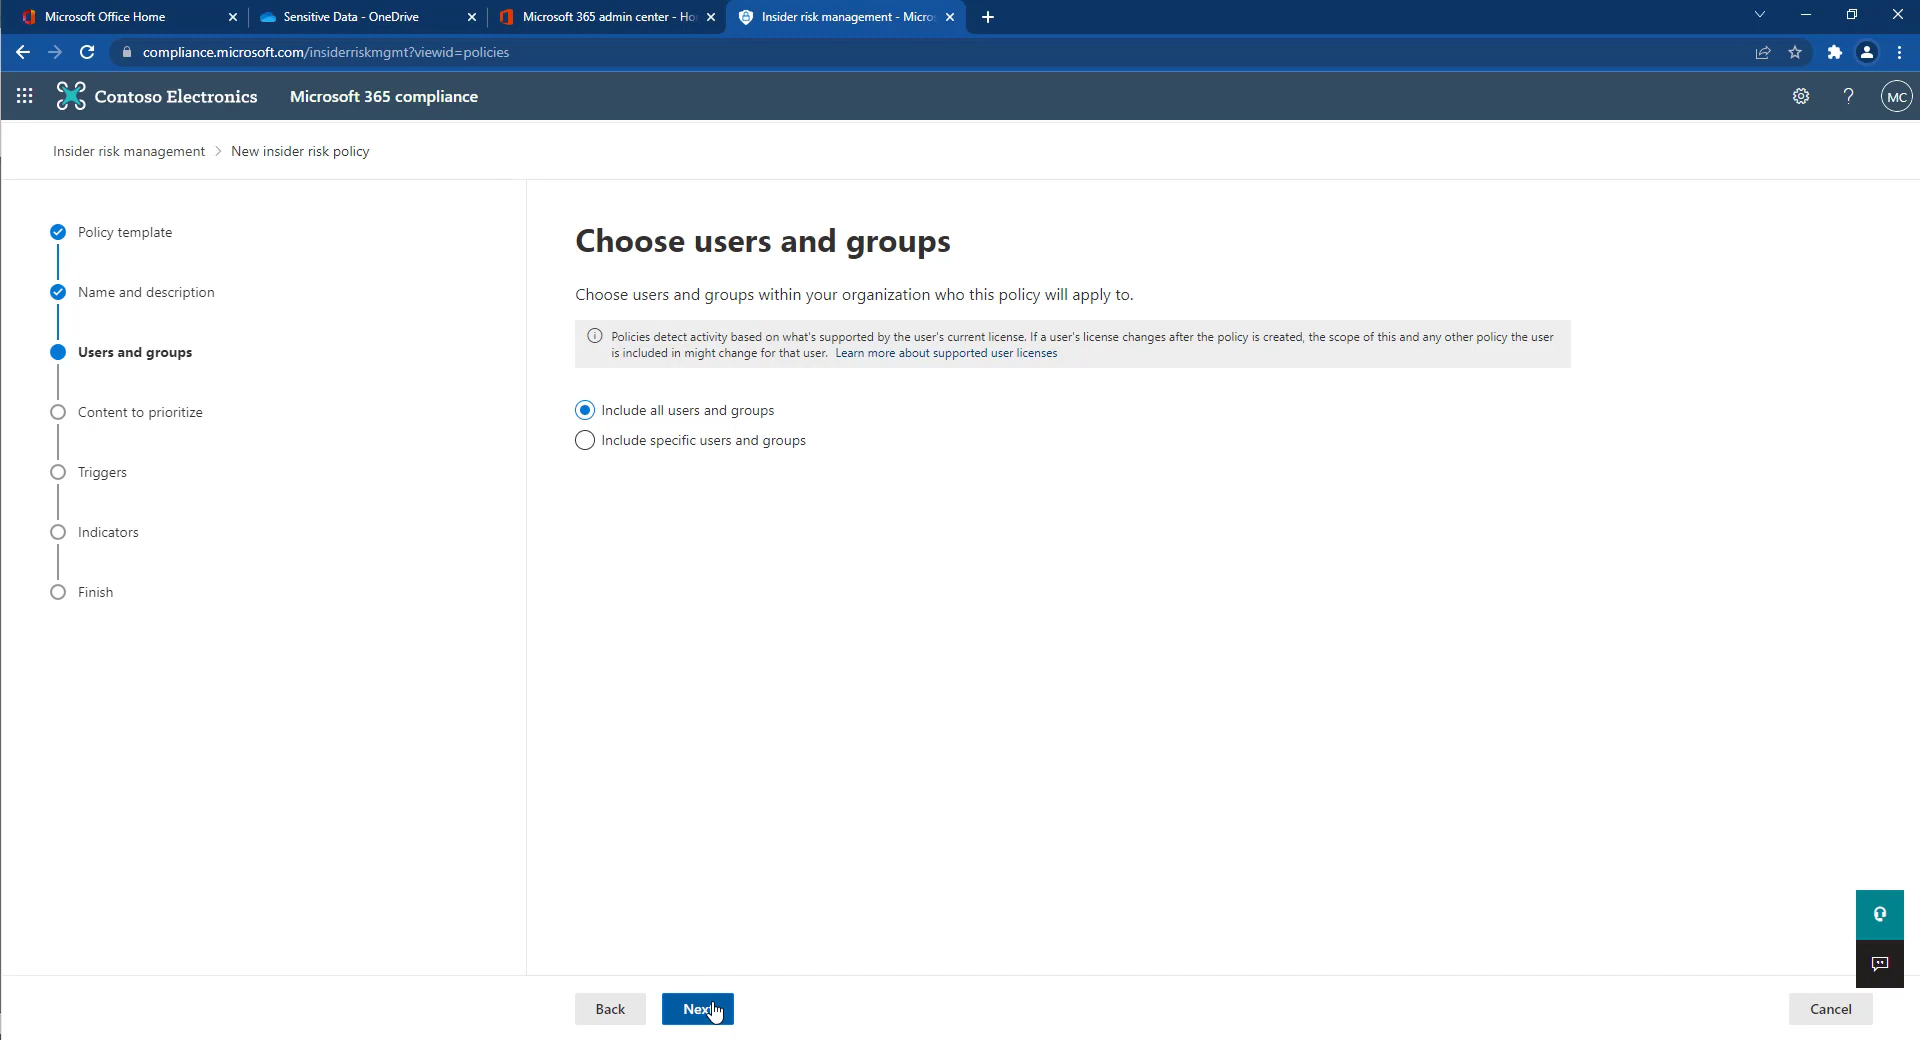 Microsoft Office Home
Sensitive Data - OneDrive
Microsoft 365 admin center - Ho
Insider risk management - Micro
compliance.microsoft.com/insiderriskmgmt?viewid=policies
Contoso Electronics
Microsoft 365 compliance
?
MC
Insider risk management > New insider risk policy
Policy template
Name and description
Users and groups
Content to prioritize
Triggers
Indicators
Finish
Choose users and groups
Choose users and groups within your organization who this policy will apply to.
Policies detect activity based on what's supported by the user's current license. If a user's license changes after the policy is created, the scope of this and any other policy the user
is included in might change for that user. Learn more about supported user licenses
Include all users and groups
Include specific users and groups
Back
Next
Cancel